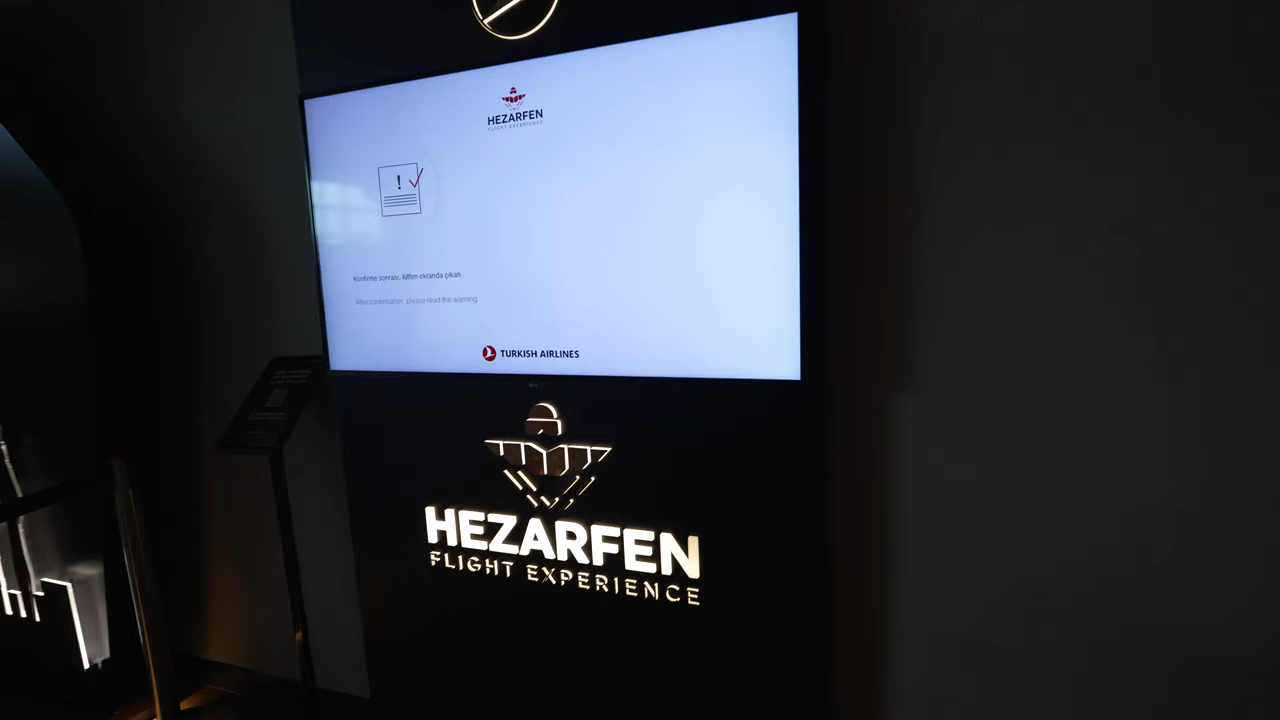 HEZARFEN
FLIGHT EXPERIENCE
!
Konfirme sonrası, lütfen ekranda çıkan
After confirmation, please read the warning
TURKISH AIRLINES
HEZARFEN
FLIGHT EXPERIENCE